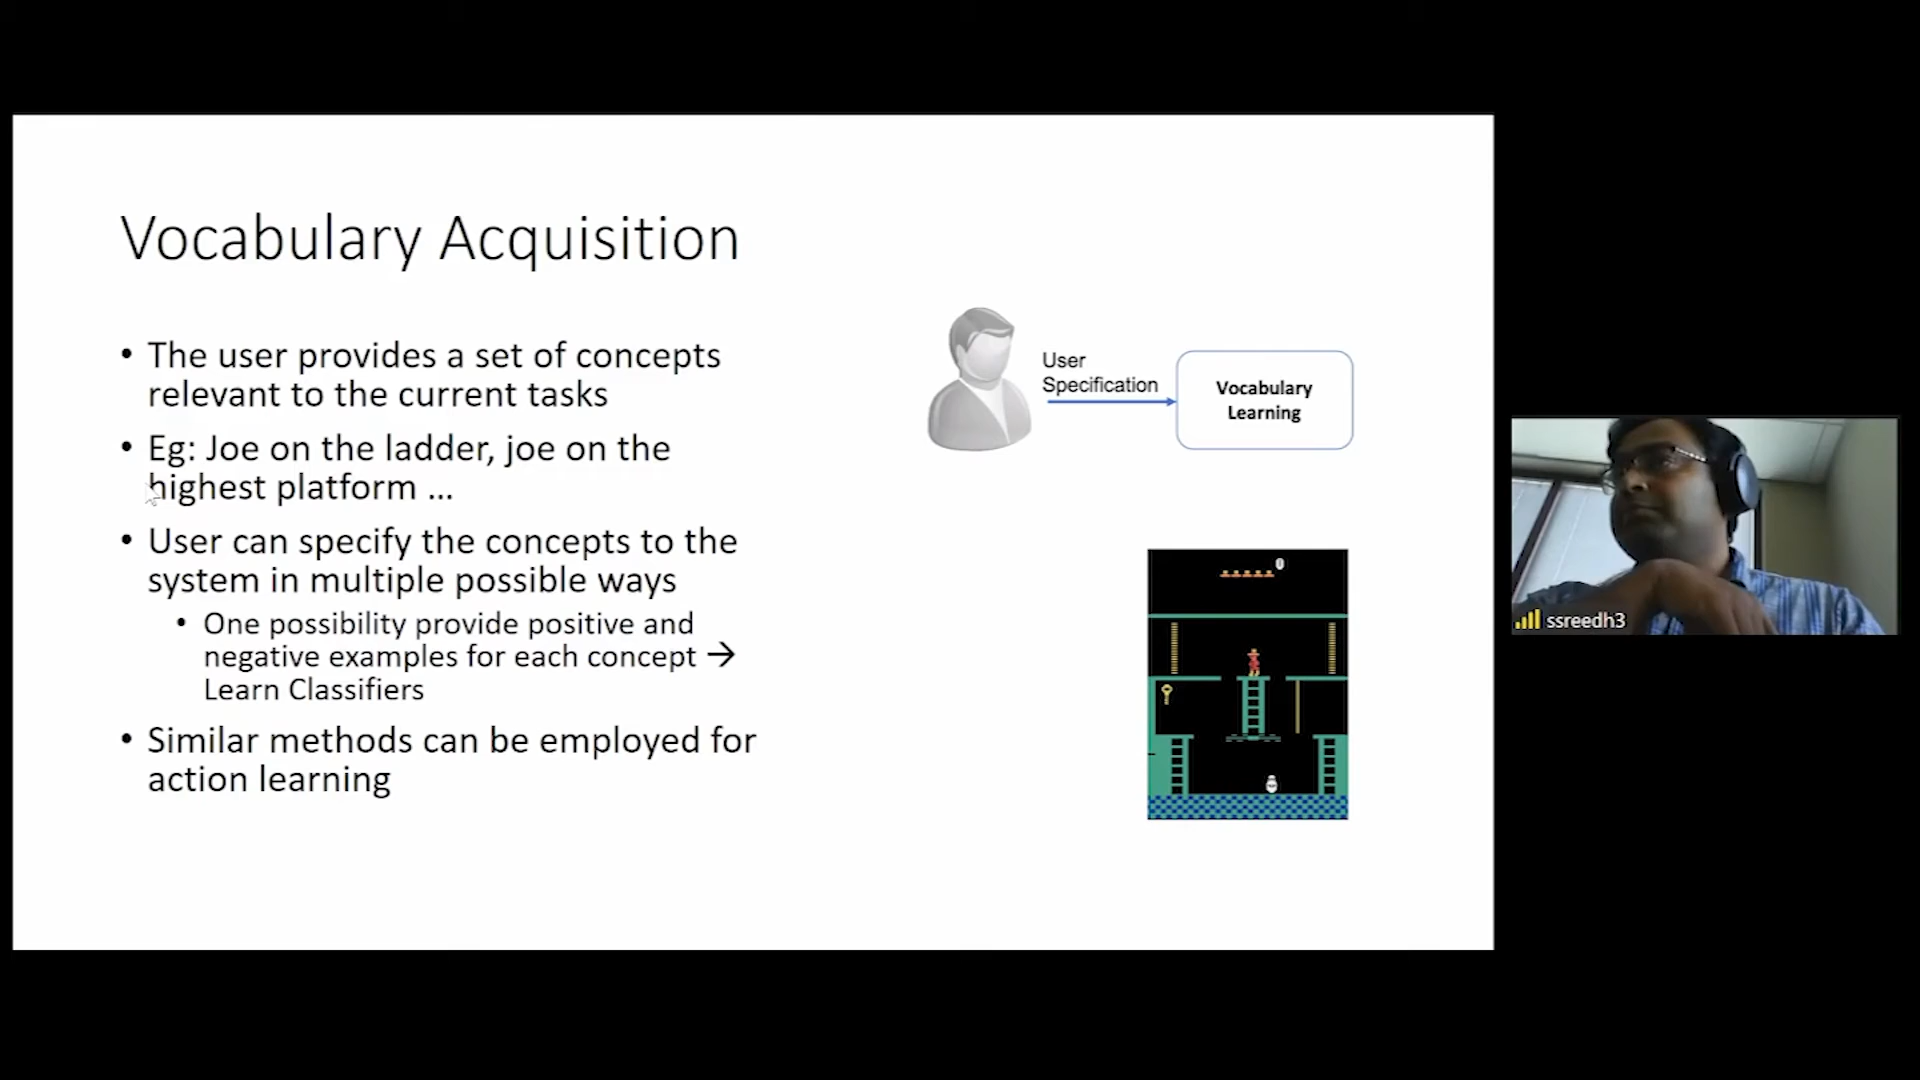 Vocabulary Acquisition
• The user provides a set of concepts
relevant to the current tasks
• Eg: Joe on the ladder, joe on the
highest platform ...
• User can specify the concepts to the
system in multiple possible ways
• One possibility provide positive and
negative examples for each concept →
Learn Classifiers
• Similar methods can be employed for
action learning
User
Specification
Vocabulary
Learning
0
ssreedh3